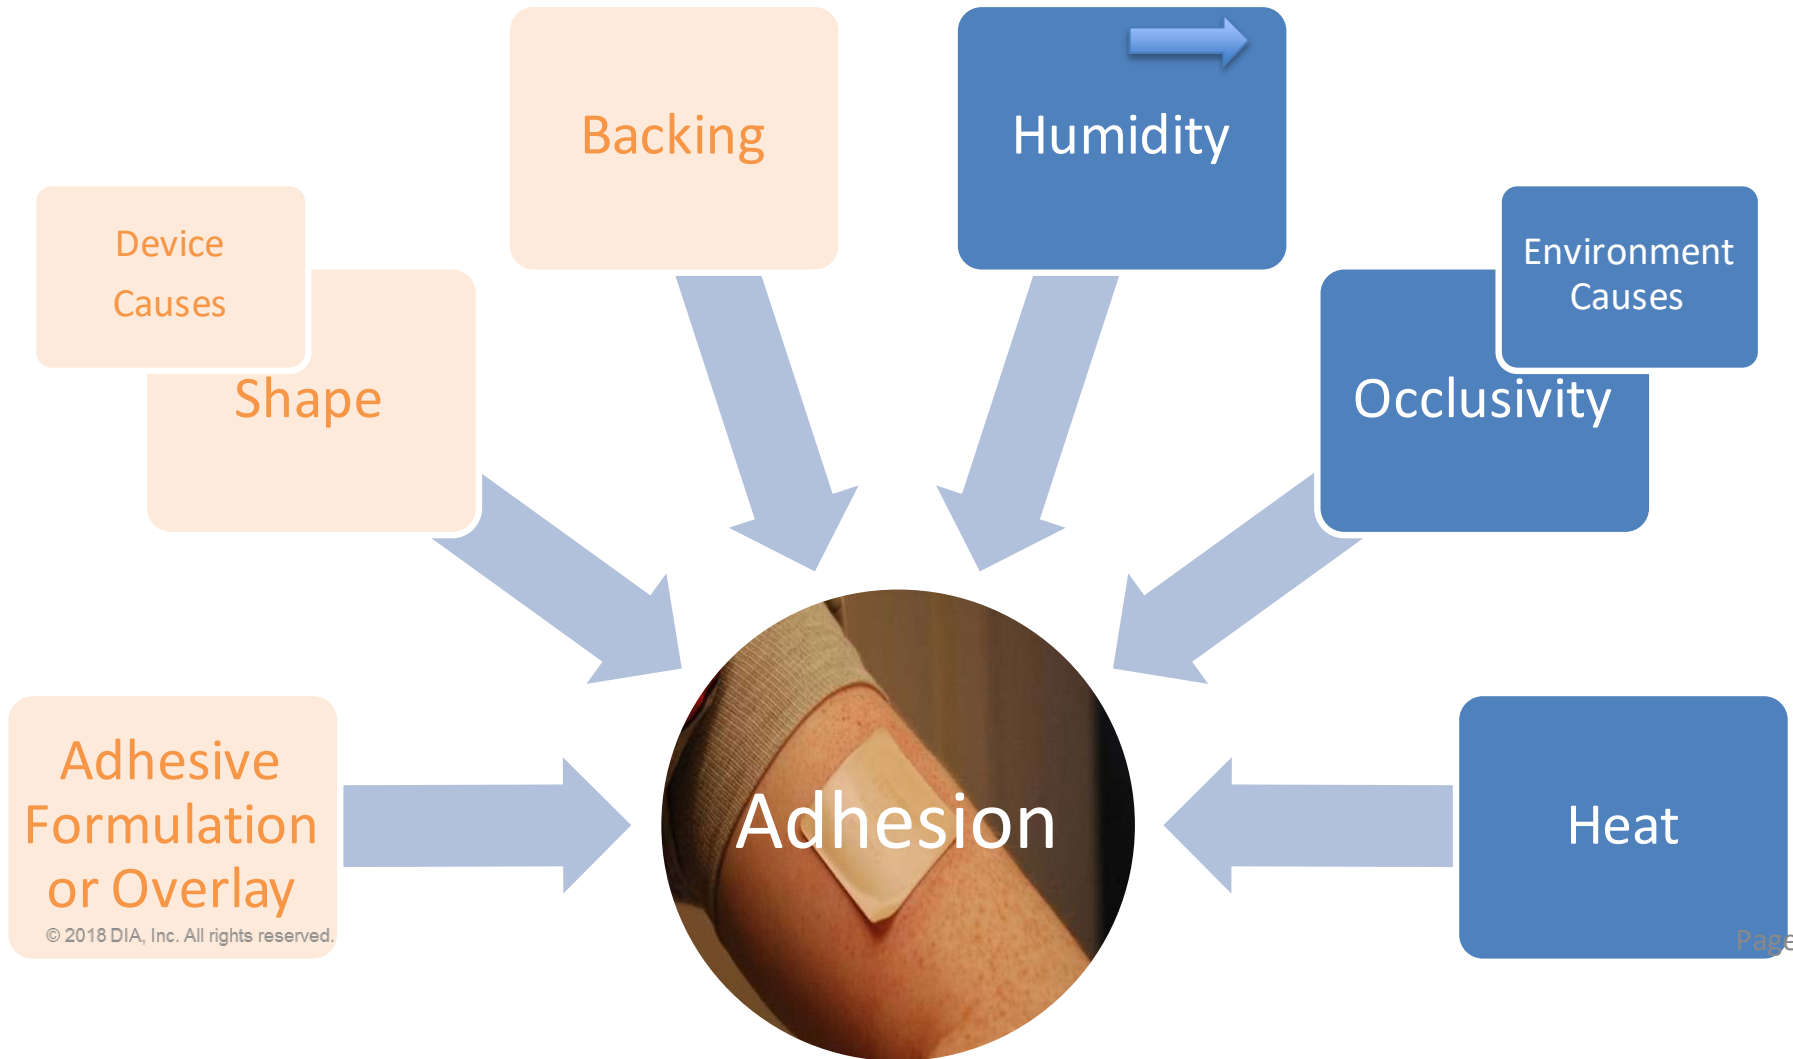 Backing
Humidity
Device
Causes
Environment
Causes
Shape
Occlusivity
Adhesive
Formulation
or Overlay
Adhesion
Heat
© 2018 DIA, Inc. All rights reserved.
Page